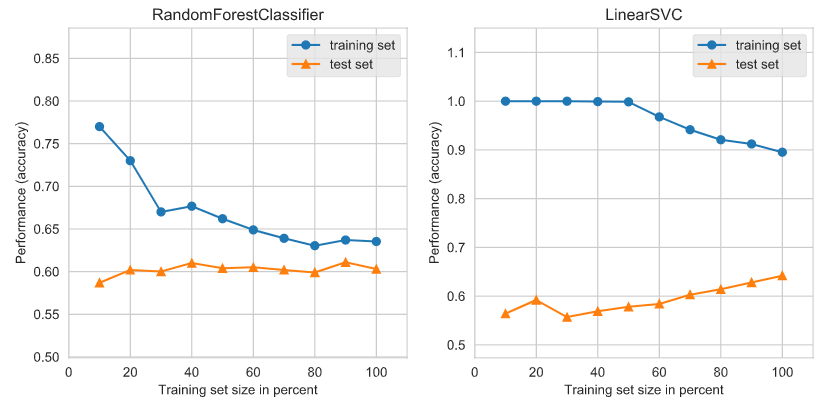 RandomForestClassifier
training set
test set
0.85
0.80
0.75
0.70
0.65
0.60
0.55
0.50
Performance (accuracy)
0 20 40 60 80 100
Training set size in percent
LinearSVC
training set
test set
1.1
1.0
0.9
0.8
0.7
0.6
0.5
Performance (accuracy)
0 20 40 60 80 100
Training set size in percent